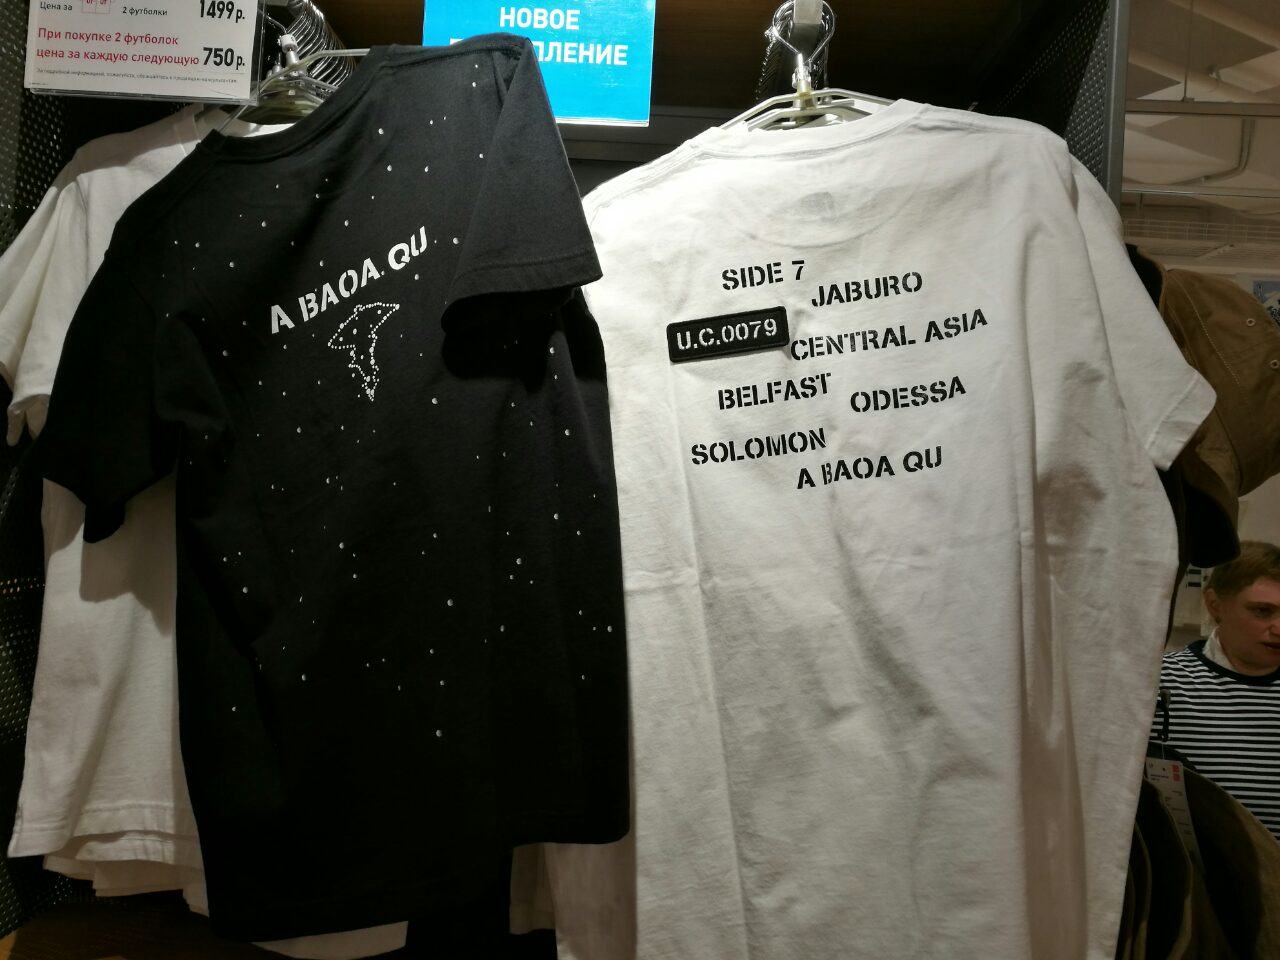 Цена за
2 футболки
1499 р.
При покупке 2 футболок
цена за каждую следующую 750 р.
НОВОЕ
A BAOA QU
SIDE 7
JABURO
U.C.0079
CENTRAL ASIA
BELFAST
ODESSA
SOLOMON
A BAOA QU